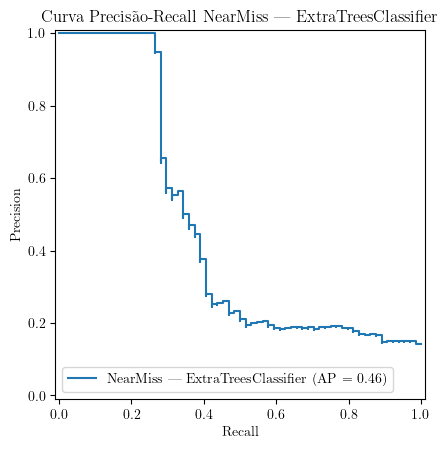 Curva Precisão-Recall NearMiss — ExtraTreesClassifier
1.0
0.8
0.6
0.4
0.2
0.0
Precision
NearMiss — ExtraTreesClassifier (AP = 0.46)
0.0 0.2 0.4 0.6 0.8 1.0
Recall